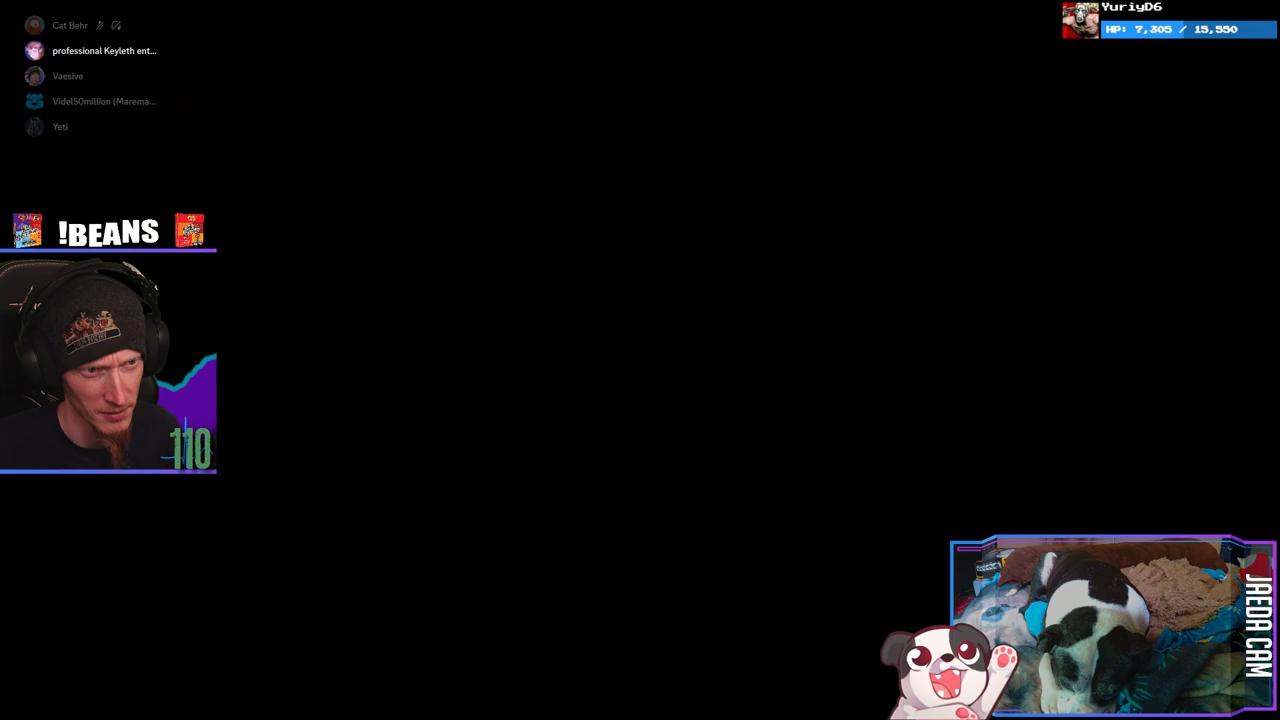 Cat Behr
professional Keyleth ent...
Vaesive
Videl50million (Marema...
Yeti
!BEANS
110
YuriyD6
HP: 7,305 / 15,550
JAEDA CAM